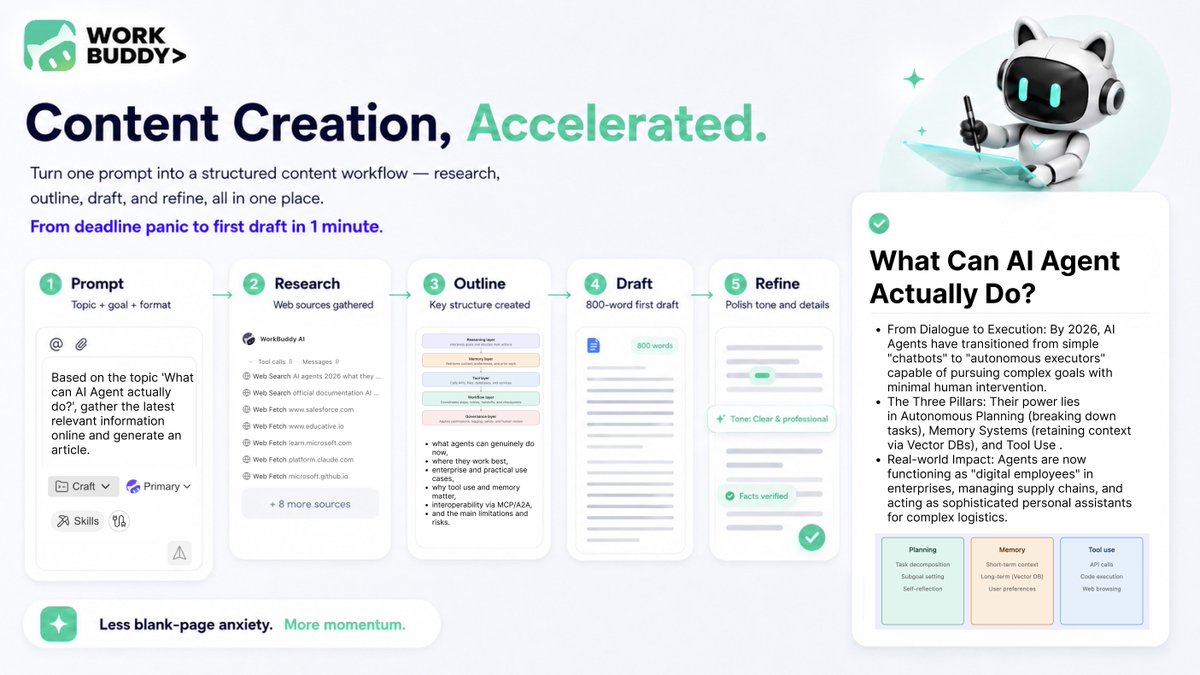 WORK
BUDDY>
Content Creation, Accelerated.
Turn one prompt into a structured content workflow — research,
outline, draft, and refine, all in one place.
From deadline panic to first draft in 1 minute.
1 Prompt
Topic + goal + format
@
Based on the topic 'What
can AI Agent actually
do?', gather the latest
relevant information
online and generate an
article.
Craft
Primary
Skills
2 Research
Web sources gathered
WorkBuddy AI
Tool calls 8 Messages 8
Web Search AI agents 2026 what they ...
Web Search official documentation AI ...
Web Fetch www.salesforce.com
Web Fetch www.educative.io
Web Fetch learn.microsoft.com
Web Fetch platform.claude.com
Web Fetch microsoft.github.io
+ 8 more sources
3 Outline
Key structure created
Reasoning layer
Memory layer
Tool layer
Calls APIs, files, databases, and services
Workflow layer
Governance layer
• what agents can genuinely do
now,
• where they work best,
• enterprise and practical use
cases,
• why tool use and memory
matter,
• interoperability via MCP/A2A,
• and the main limitations and
risks.
4 Draft
800-word first draft
800 words
5 Refine
Polish tone and details
Tone: Clear & professional
Facts verified
What Can AI Agent
Actually Do?
• From Dialogue to Execution: By 2026, AI
Agents have transitioned from simple
"chatbots" to "autonomous executors"
capable of pursuing complex goals with
minimal human intervention.
• The Three Pillars: Their power lies
in Autonomous Planning (breaking down
tasks), Memory Systems (retaining context
via Vector DBs), and Tool Use .
• Real-world Impact: Agents are now
functioning as "digital employees" in
enterprises, managing supply chains, and
acting as sophisticated personal assistants
for complex logistics.
Planning
Task decomposition
Subgoal setting
Self-reflection
Memory
Short-term context
Long-term (Vector DB)
User preferences
Tool use
API calls
Code execution
Web browsing
Less blank-page anxiety. More momentum.